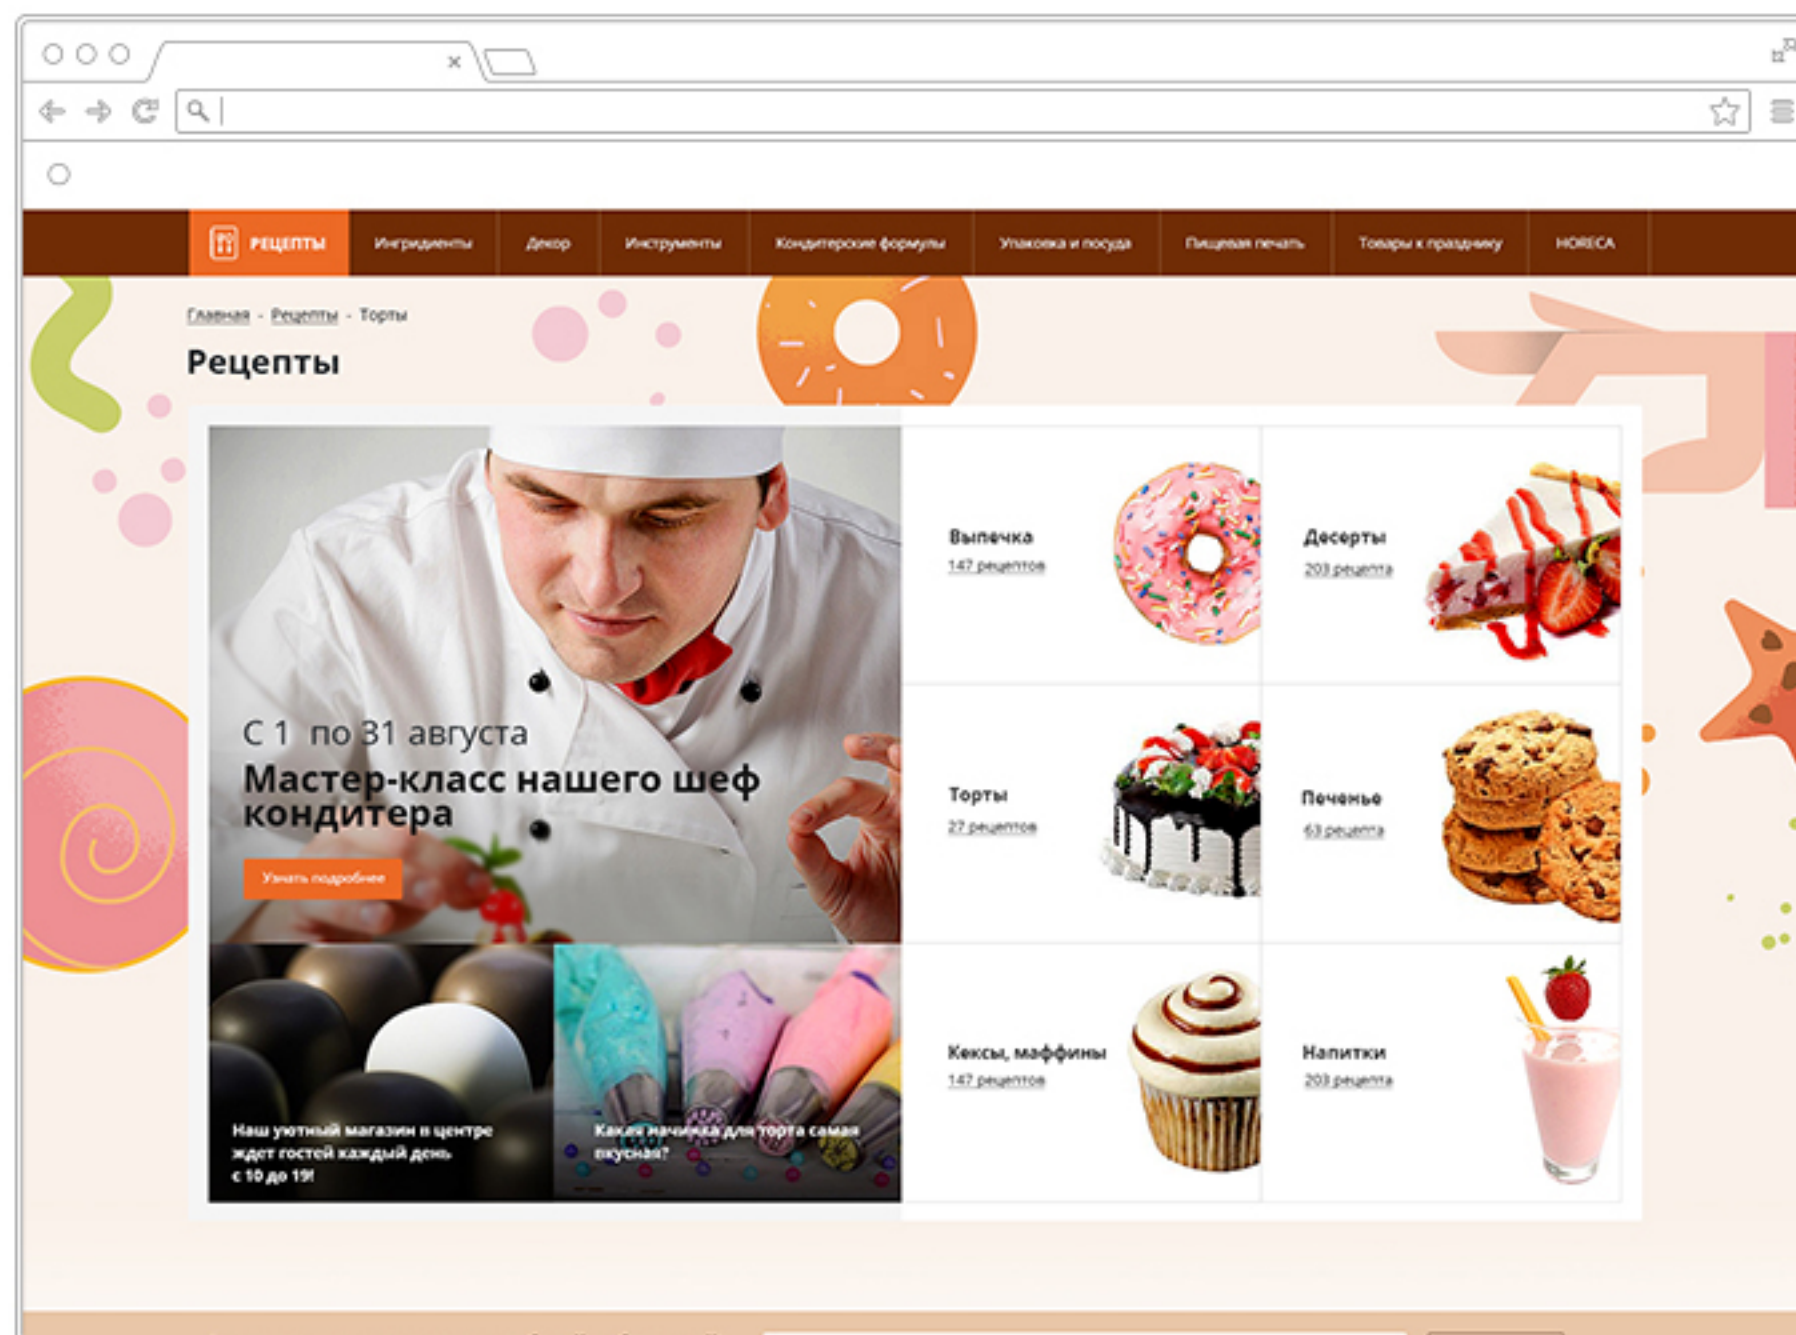 РЕЦЕПТЫ
Ингридиенты
Декор
Инструменты
Кондитерские формулы
Упаковка и посуда
Пищевая печать
Товары к празднику
HORECA
Главная - Рецепты - Торты
Рецепты
С 1 по 31 августа
Мастер-класс нашего шеф
кондитера
Узнать подробнее
Наш уютный магазин в центре
ждет гостей каждый день
с 10 до 19!
Какая начинка для торта самая
вкусная?
Выпечка
147 рецептов
Десерты
203 рецепта
Торты
27 рецептов
Печенье
63 рецепта
Кексы, маффины
147 рецептов
Напитки
203 рецепта